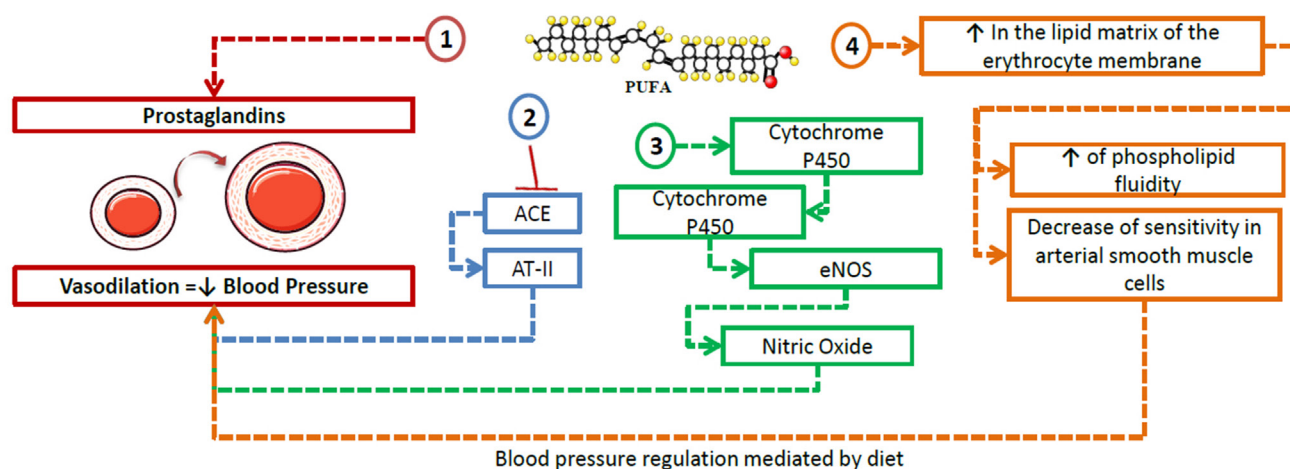 1
PUFA
4
↑ In the lipid matrix of the
erythrocyte membrane
Prostaglandins
2
3
Cytochrome
P450
↑ of phospholipid
fluidity
ACE
Cytochrome
P450
Decrease of sensitivity in
arterial smooth muscle
cells
AT-II
eNOS
Vasodilation =↓ Blood Pressure
Nitric Oxide
Blood pressure regulation mediated by diet